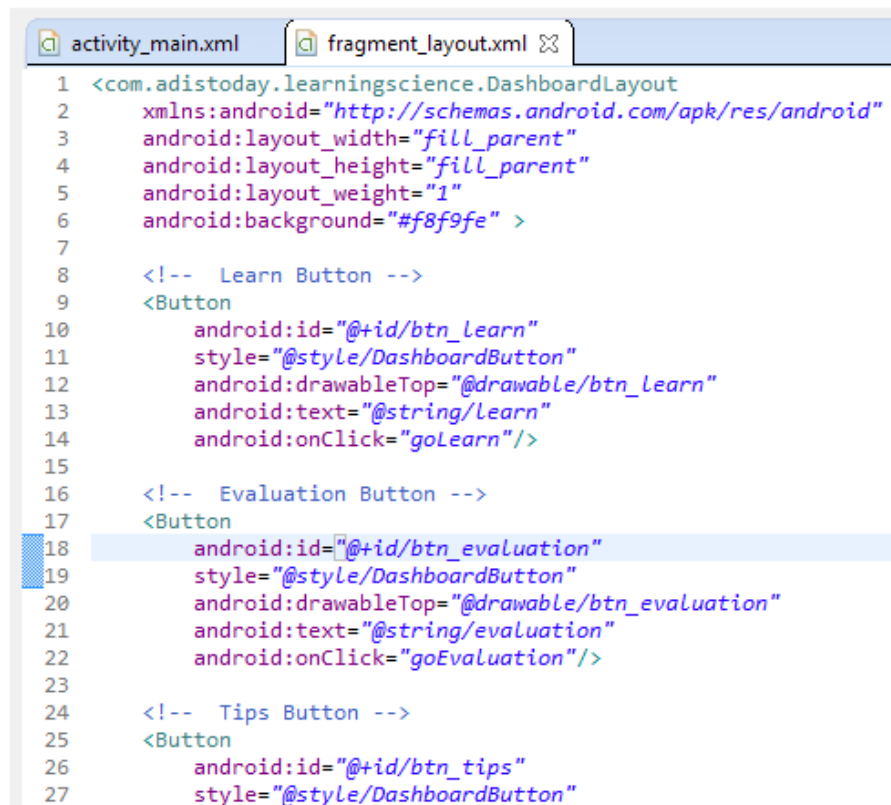 activity_main.xml fragment_layout.xml
1 <com.adistoday.learningscience.DashboardLayout
2 xmlns:android="http://schemas.android.com/apk/res/android"
3 android:layout_width="fill_parent"
4 android:layout_height="fill_parent"
5 android:layout_weight="1"
6 android:background="#f8f9fe" >
7
8 <!--  Learn Button -->
9 <Button
10 android:id="@+id/btn_learn"
11 style="@style/DashboardButton"
12 android:drawableTop="@drawable/btn_learn"
13 android:text="@string/learn"
14 android:onClick="goLearn"/>
15
16 <!--  Evaluation Button -->
17 <Button
18 android:id="@+id/btn_evaluation"
19 style="@style/DashboardButton"
20 android:drawableTop="@drawable/btn_evaluation"
21 android:text="@string/evaluation"
22 android:onClick="goEvaluation"/>
23
24 <!--  Tips Button -->
25 <Button
26 android:id="@+id/btn_tips"
27 style="@style/DashboardButton"